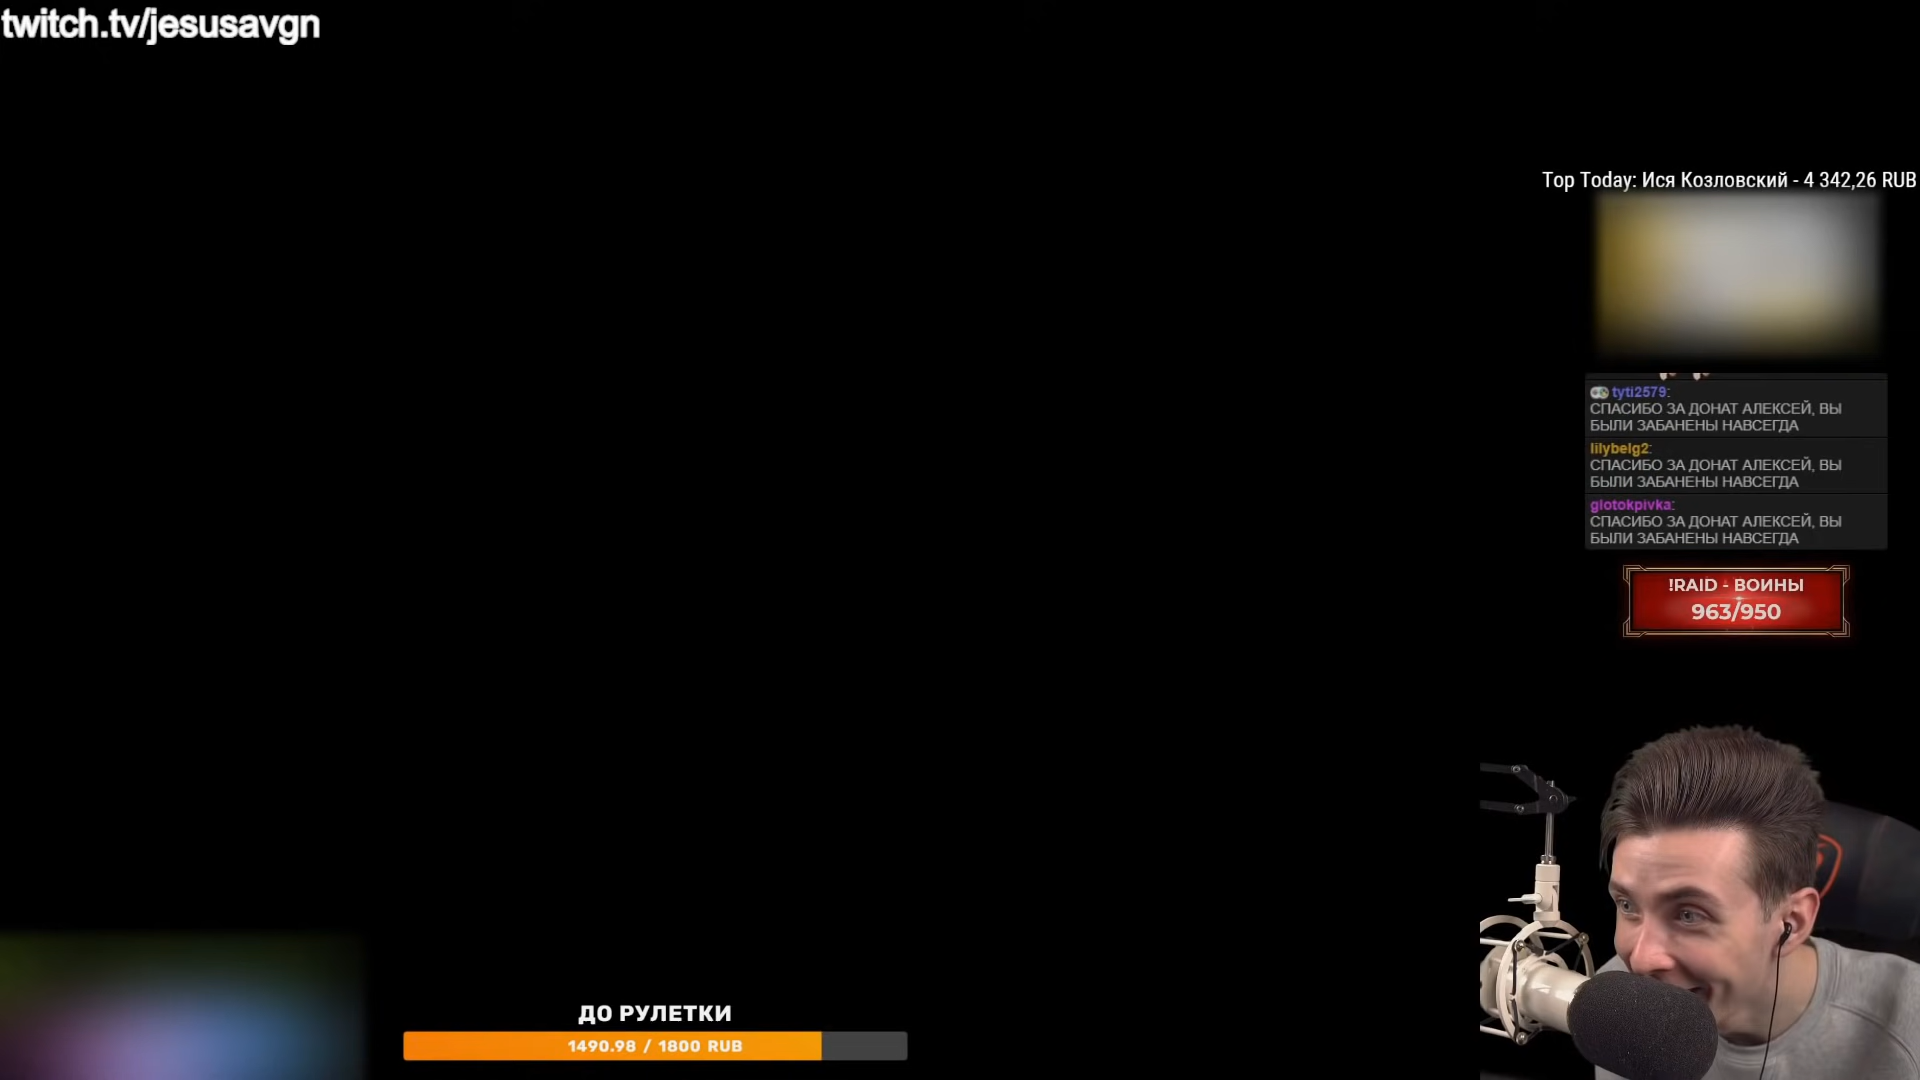 twitch.tv/jesusavgn
Top Today: Ися Козловский - 4 342,26 RUB
tyti2579:
СПАСИБО ЗА ДОНАТ АЛЕКСЕЙ, ВЫ
БЫЛИ ЗАБАНЕНЫ НАВСЕГДА
lilybelg2:
СПАСИБО ЗА ДОНАТ АЛЕКСЕЙ, ВЫ
БЫЛИ ЗАБАНЕНЫ НАВСЕГДА
glotokpivka:
СПАСИБО ЗА ДОНАТ АЛЕКСЕЙ, ВЫ
БЫЛИ ЗАБАНЕНЫ НАВСЕГДА
!RAID - ВОИНЫ
963/950
ДО РУЛЕТКИ
1490.98 / 1800 RUB